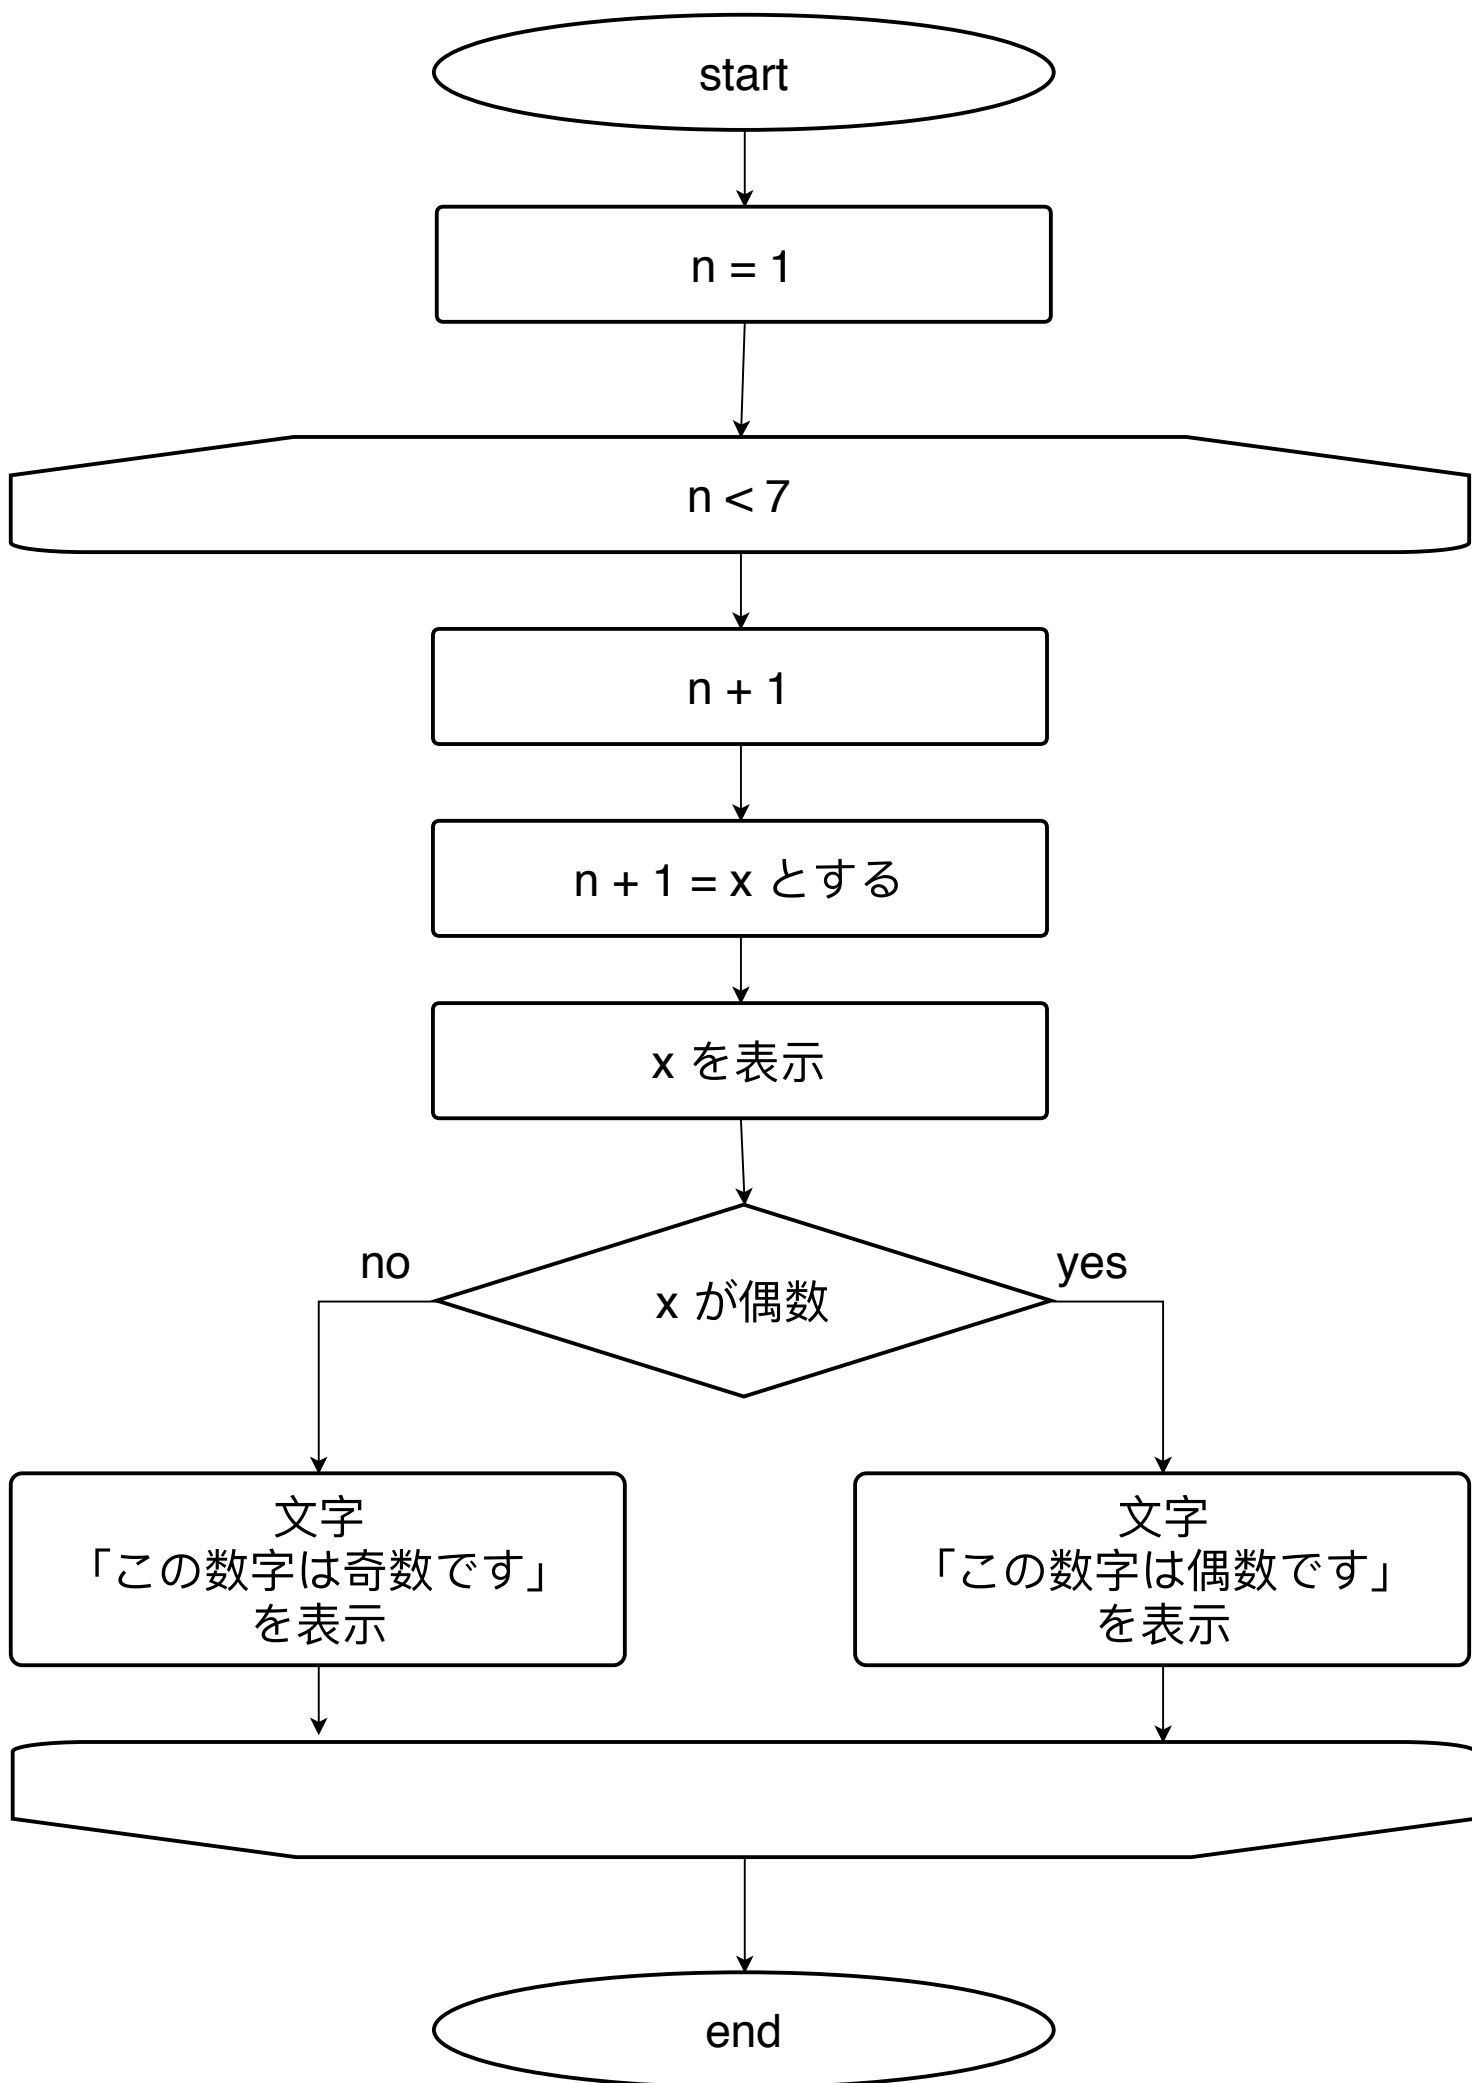 start
n = 1
n < 7
n + 1
n + 1 = x とする
x を表示
no
yes
x が偶数
文字
「この数字は奇数です」
を表示
文字
「この数字は偶数です」
を表示
end